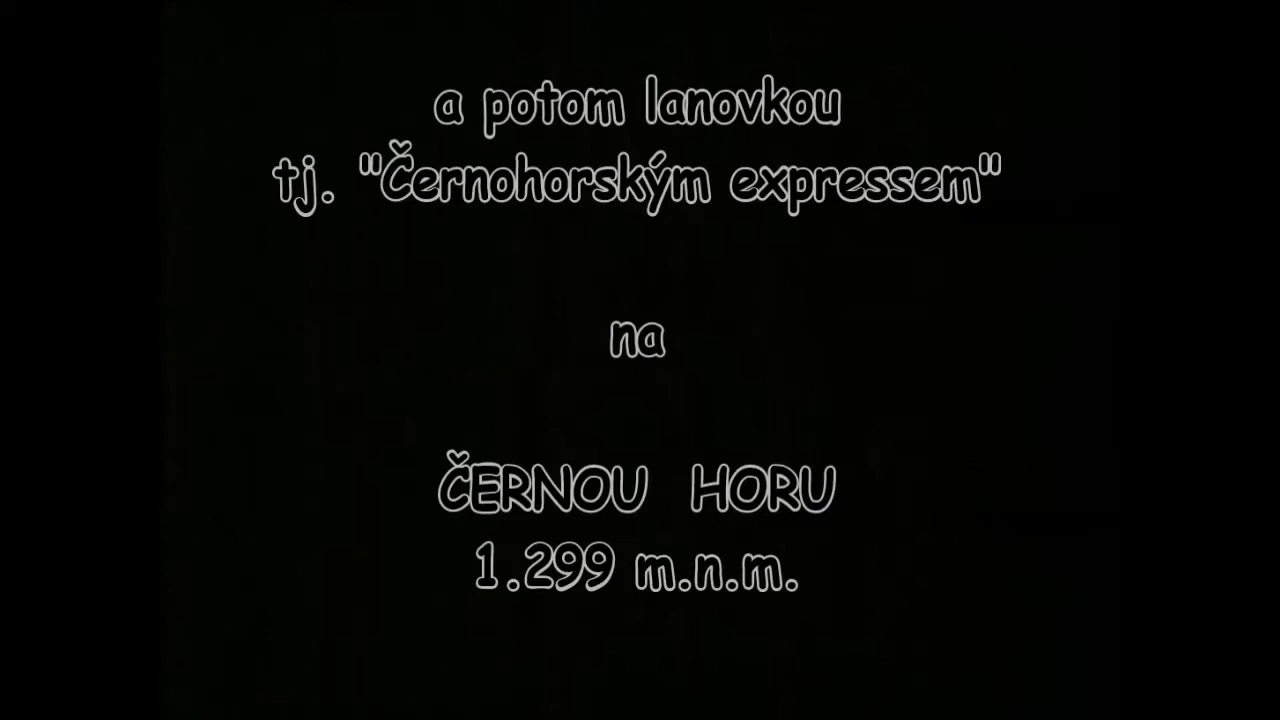 a potom lanovkou
tj. "Černohorským expressem"
na
ČERNOU HORU
1.299 m.n.m.